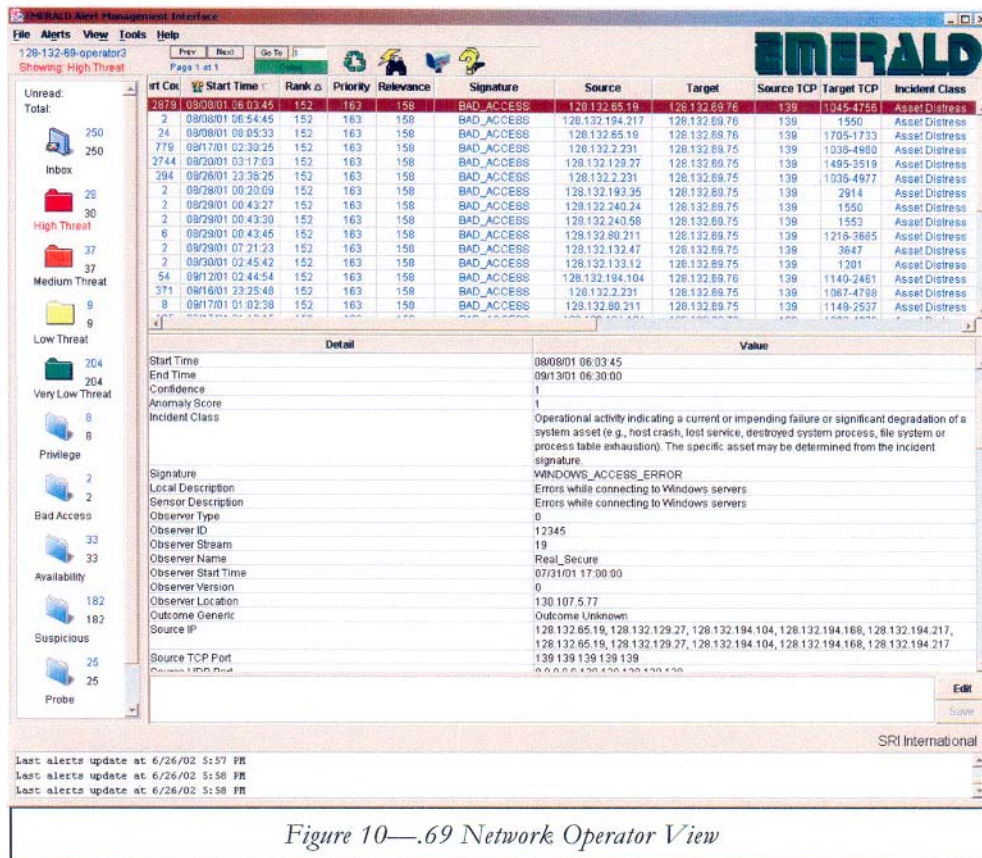 EMERALD Alert Management Interface
File Alerts View Tools Help
128-132-69-operator3
Showing: High Threat
Prev Next Go To 1
Page 1 of 1
EMERALD
Unread:
Total:
250
250
Inbox
28
30
High Threat
37
37
Medium Threat
9
9
Low Threat
204
204
Very Low Threat
8
8
Privilege
2
2
Bad Access
33
33
Availability
182
182
Suspicious
25
25
Probe
rt Cou Start Time Rank Priority Relevance Signature Source Target Source TCP Target TCP Incident Class
2879 08/08/01 06:03:45 152 163 158 BAD_ACCESS 128.132.65.19 128.132.69.76 139 1045-4756 Asset Distress
2 08/08/01 06:54:45 152 163 158 BAD_ACCESS 128.132.194.217 128.132.69.76 139 1550 Asset Distress
24 08/08/01 08:05:33 152 163 158 BAD_ACCESS 128.132.65.19 128.132.69.76 139 1705-1733 Asset Distress
779 08/17/01 02:30:25 152 163 158 BAD_ACCESS 128.132.2.231 128.132.69.75 139 1036-4960 Asset Distress
2744 08/20/01 03:17:03 152 163 158 BAD_ACCESS 128.132.129.27 128.132.69.76 139 1495-3519 Asset Distress
294 08/26/01 23:36:25 152 163 158 BAD_ACCESS 128.132.2.231 128.132.69.75 139 1036-4977 Asset Distress
2 08/28/01 00:20:09 152 163 158 BAD_ACCESS 128.132.193.35 128.132.69.75 139 2914 Asset Distress
2 08/29/01 00:43:27 152 163 158 BAD_ACCESS 128.132.240.24 128.132.69.75 139 1550 Asset Distress
2 08/29/01 00:43:30 152 163 158 BAD_ACCESS 128.132.240.58 128.132.69.75 139 1553 Asset Distress
6 08/29/01 00:43:45 152 163 158 BAD_ACCESS 128.132.80.211 128.132.69.75 139 1216-3665 Asset Distress
2 08/29/01 07:21:23 152 163 158 BAD_ACCESS 128.132.132.47 128.132.69.75 139 3647 Asset Distress
2 08/30/01 02:45:42 152 163 158 BAD_ACCESS 128.132.133.12 128.132.69.75 139 1201 Asset Distress
54 09/12/01 02:44:54 152 163 158 BAD_ACCESS 128.132.194.104 128.132.69.76 139 1140-2461 Asset Distress
371 09/16/01 23:25:48 152 163 158 BAD_ACCESS 128.132.2.231 128.132.69.75 139 1067-4798 Asset Distress
8 09/17/01 01:02:38 152 163 158 BAD_ACCESS 128.132.80.211 128.132.69.75 139 1148-2537 Asset Distress
Detail Value
Start Time 08/08/01 06:03:45
End Time 09/13/01 06:30:00
Confidence 1
Anomaly Score 1
Incident Class Operational activity indicating a current or impending failure or significant degradation of a
system asset (e.g., host crash, lost service, destroyed system process, file system or
process table exhaustion). The specific asset may be determined from the incident
signature.
Signature WINDOWS_ACCESS_ERROR
Local Description Errors while connecting to Windows servers
Sensor Description Errors while connecting to Windows servers
Observer Type 0
Observer ID 12345
Observer Stream 19
Observer Name Real_Secure
Observer Start Time 07/31/01 17:00:00
Observer Version 0
Observer Location 130.107.5.77
Outcome Generic Outcome Unknown
Source IP 128.132.65.19, 128.132.129.27, 128.132.194.104, 128.132.194.168, 128.132.194.217,
128.132.65.19, 128.132.129.27, 128.132.194.104, 128.132.194.168, 128.132.194.217
Source TCP Port 139 139 139 139 139
Edit
Save
SRI International
Last alerts update at 6/26/02 5:57 PM
Last alerts update at 6/26/02 5:58 PM
Last alerts update at 6/26/02 5:58 PM
Figure 10—.69 Network Operator View